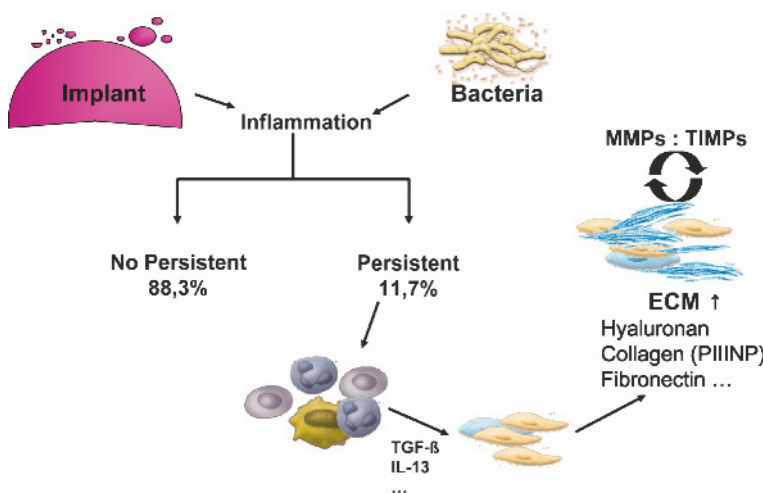 Implant
Bacteria
Inflammation
MMPs : TIMPs
No Persistent
88,3%
Persistent
11,7%
ECM ↑
Hyaluronan
Collagen (PIIINP)
Fibronectin ...
TGF-ß
IL-13
...